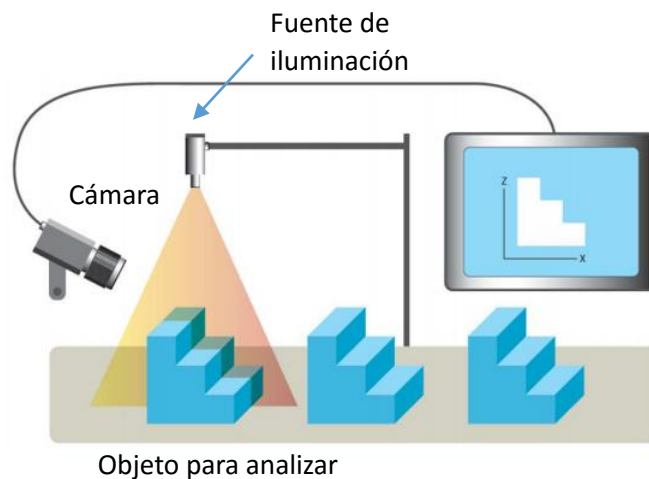 Fuente de
iluminación
Cámara
Z
X
Objeto para analizar